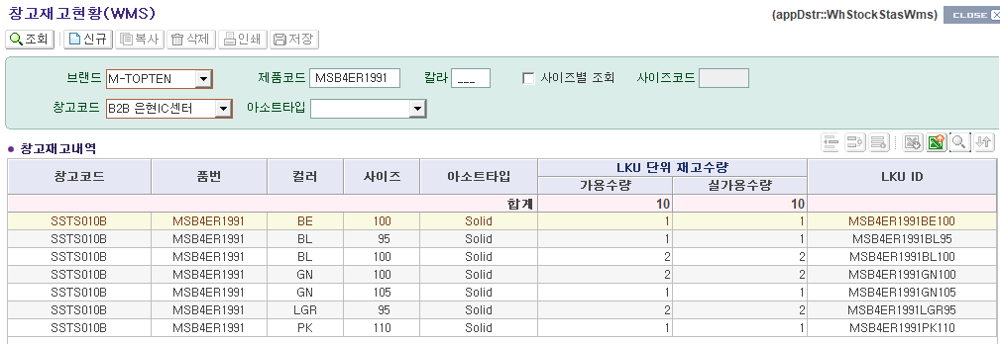 창고재고현황(WMS) (appDstr::WhStockStasWms) CLOSE
조회 신규 복사 삭제 인쇄 저장
브랜드 M-TOPTEN 제품코드 MSB4ER1991 칼라 ___ 사이즈별 조회 사이즈코드
창고코드 B2B 은현IC센터 아소트타입
창고재고내역
창고코드 품번 컬러 사이즈 아소트타입 LKU 단위 재고수량 LKU ID
가용수량 실가용수량
합계 10 10
SSTS010B MSB4ER1991 BE 100 Solid 1 1 MSB4ER1991BE100
SSTS010B MSB4ER1991 BL 95 Solid 1 1 MSB4ER1991BL95
SSTS010B MSB4ER1991 BL 100 Solid 2 2 MSB4ER1991BL100
SSTS010B MSB4ER1991 GN 100 Solid 2 2 MSB4ER1991GN100
SSTS010B MSB4ER1991 GN 105 Solid 1 1 MSB4ER1991GN105
SSTS010B MSB4ER1991 LGR 95 Solid 2 2 MSB4ER1991LGR95
SSTS010B MSB4ER1991 PK 110 Solid 1 1 MSB4ER1991PK110